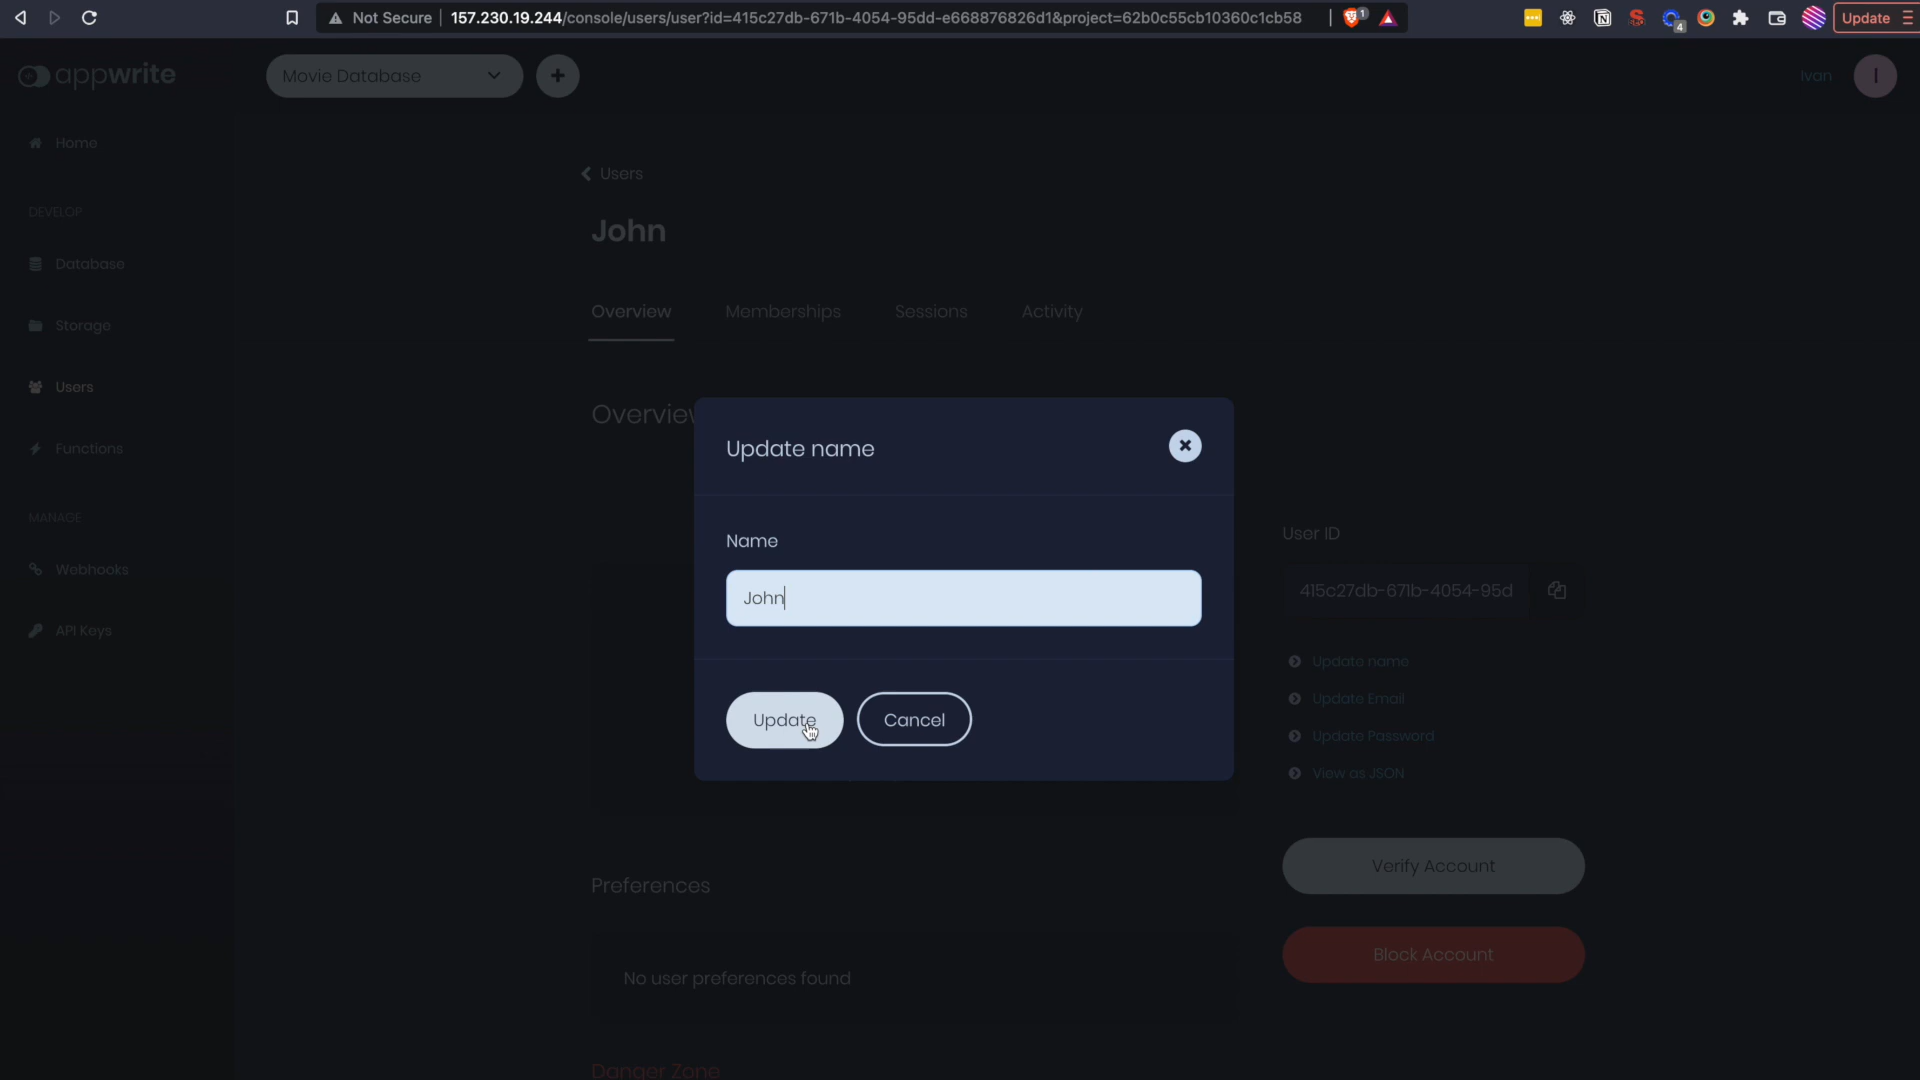 Not Secure
157.230.19.244/console/users/user?id=415c27db-671b-4054-95dd-e668876826d1&project=62b0c55cb10360c1cb58
1
4
Update
appwrite
Movie Database
Ivan
I
Home
DEVELOP
Database
Storage
Users
Functions
MANAGE
Webhooks
API Keys
Users
John
Overview
Memberships
Sessions
Activity
Overview
Update name
Name
John
Update
Cancel
User ID
415c27db-671b-4054-95d
Update name
Update Email
Update Password
View as JSON
Verify Account
Block Account
Preferences
No user preferences found
Danger Zone